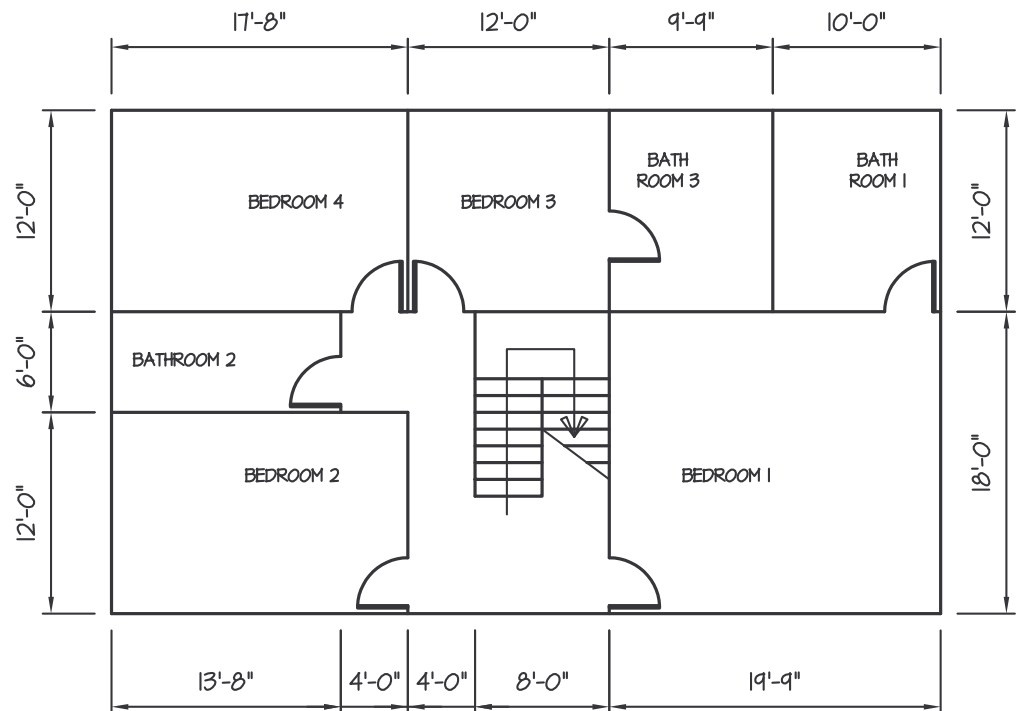 17'-8" 12'-0" 9'-9" 10'-0"
12'-0"
BEDROOM 4
BEDROOM 3
BATH
ROOM 3
BATH
ROOM 1
12'-0"
6'-0"
BATHROOM 2
12'-0"
BEDROOM 2
BEDROOM 1
18'-0"
13'-8" 4'-0" 4'-0" 8'-0" 19'-9"